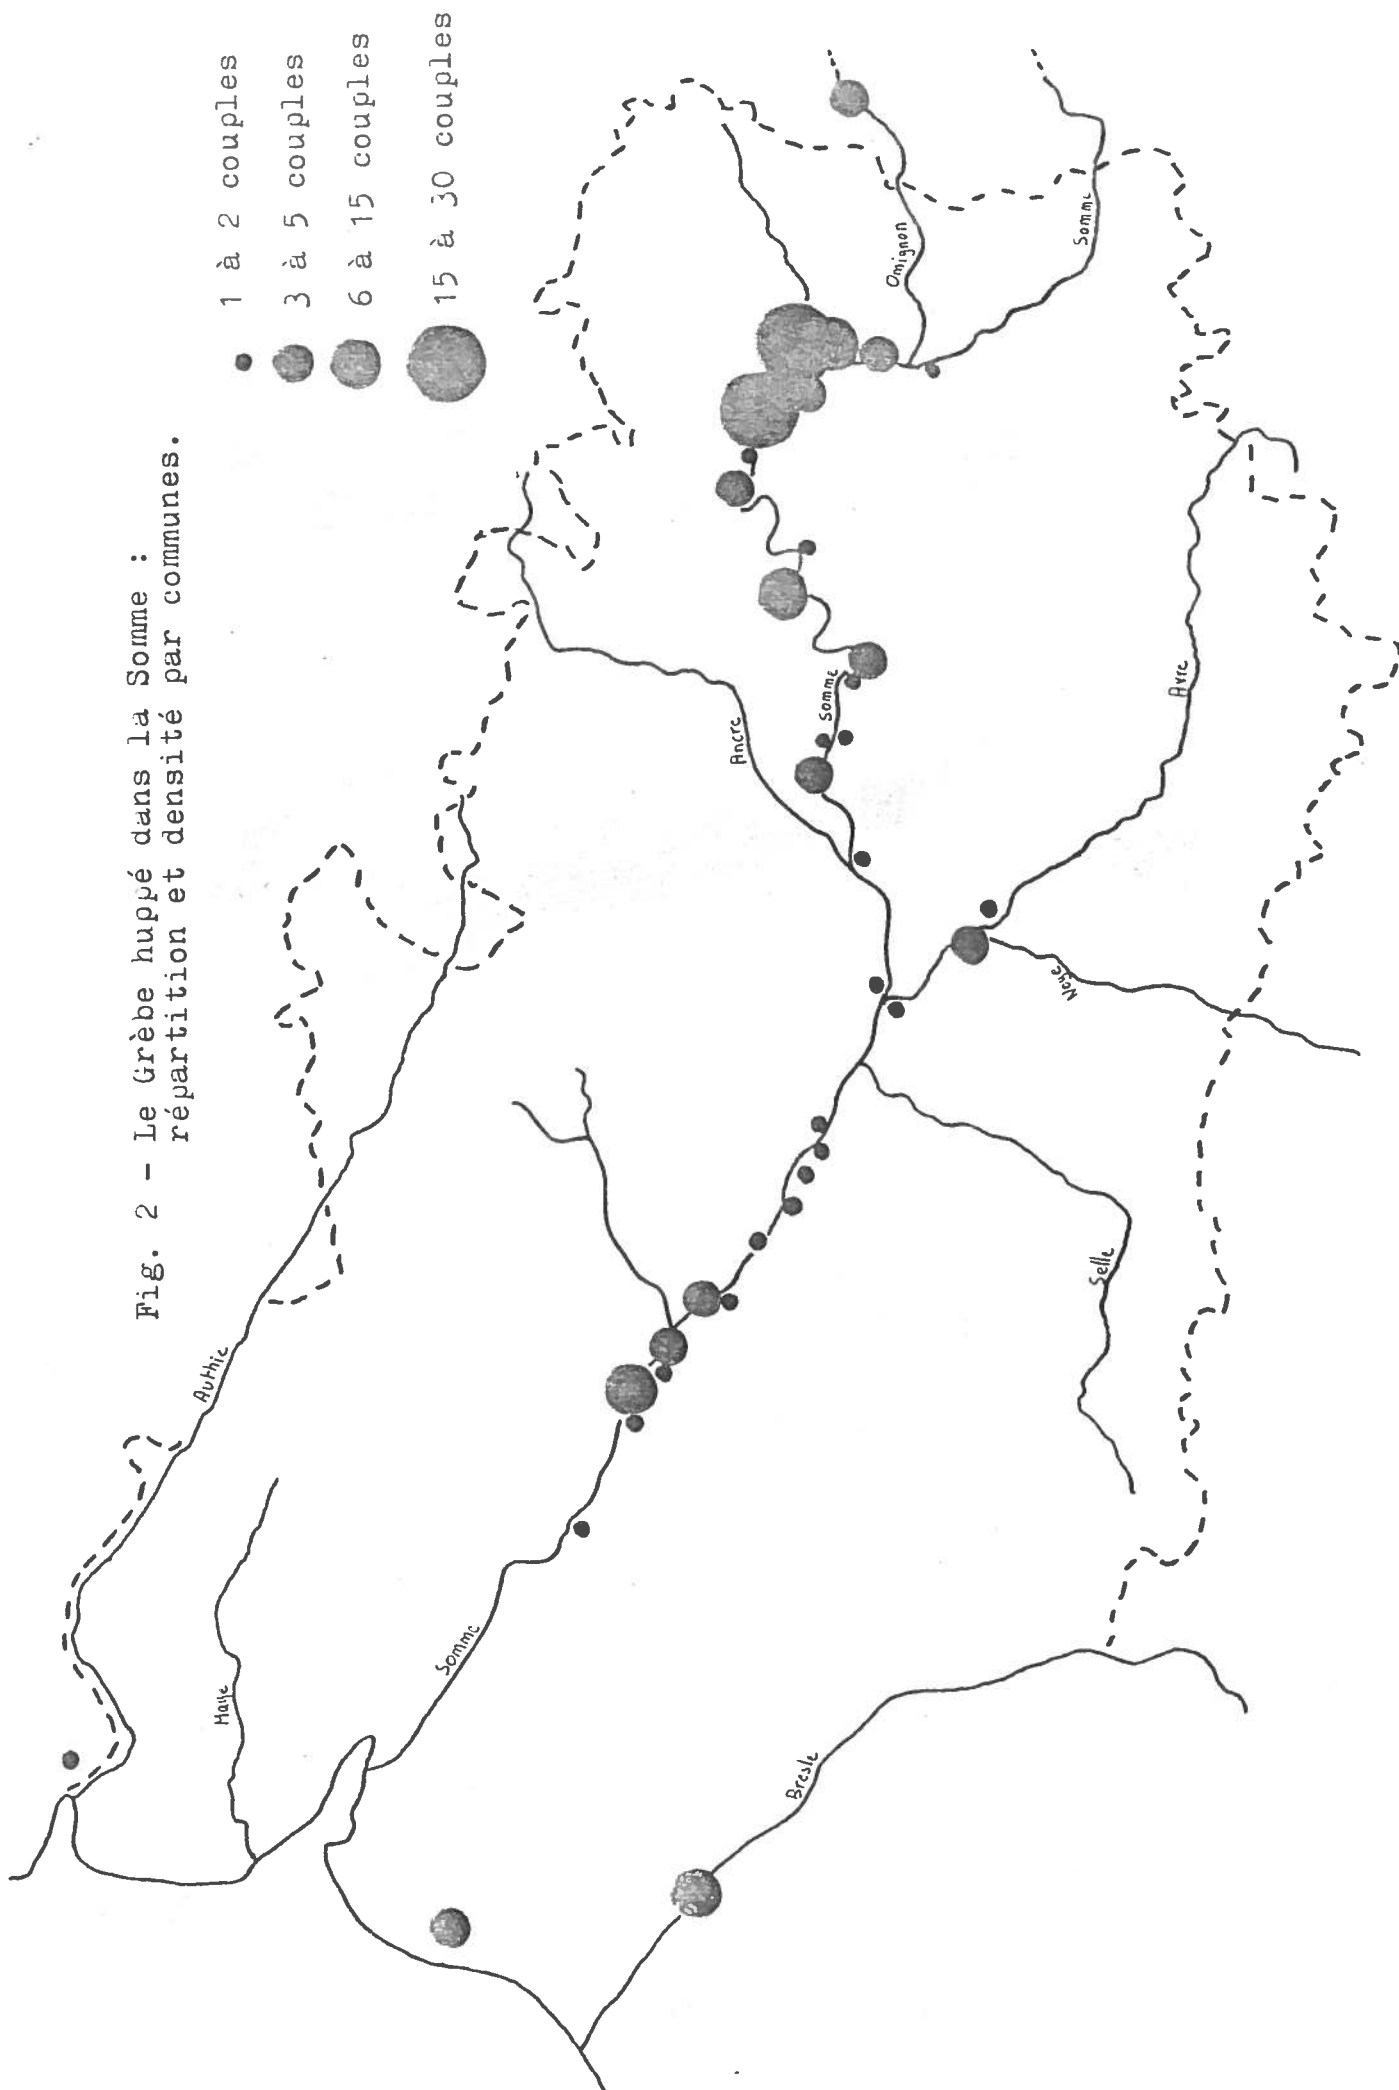 Fig. 2 - Le Grèbe huppé dans la Somme :
répartition et densité par communes.
1 à 2 couples
3 à 5 couples
6 à 15 couples
15 à 30 couples
Authie
Maye
Somme
Bresle
Ancre
Somme
Omignon
Somme
Avre
Noye
Selle